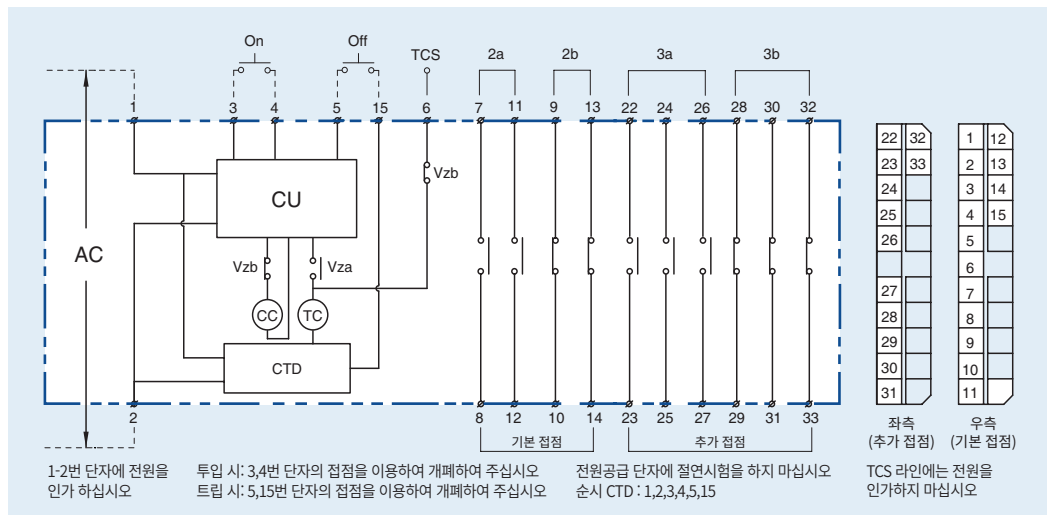 On Off TCS 2a 2b 3a 3b
1 3 4 5 15 6 7 11 9 13 22 24 26 28 30 32
Vzb
CU
AC
Vzb Vza
CC TC
CTD
2 8 12 10 14 23 25 27 29 31 33
기본 접점 추가 접점
22 32
23 33
24
25
26
27
28
29
30
31
좌측
(추가 접점)
1 12
2 13
3 14
4 15
5
6
7
8
9
10
11
우측
(기본 접점)
1-2번 단자에 전원을
인가 하십시오
투입 시: 3,4번 단자의 접점을 이용하여 개폐하여 주십시오
트립 시: 5,15번 단자의 접점을 이용하여 개폐하여 주십시오
전원공급 단자에 절연시험을 하지 마십시오
순시 CTD : 1,2,3,4,5,15
TCS 라인에는 전원을
인가하지 마십시오